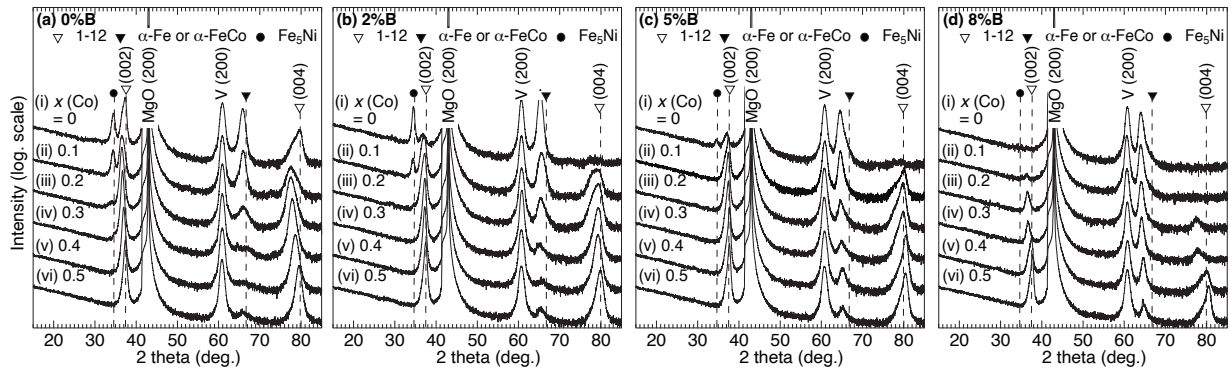 (a) 0%B
▽ 1-12 ▼ α-Fe or α-FeCo ● Fe₅Ni
(002)
MgO (200)
V (200)
(004)
(i) x (Co)
= 0
(ii) 0.1
(iii) 0.2
(iv) 0.3
(v) 0.4
(vi) 0.5
20 30 40 50 60 70 80
2 theta (deg.)
Intensity (log. scale)
(b) 2%B
▽ 1-12 ▼ α-Fe or α-FeCo ● Fe₅Ni
(002)
MgO (200)
V (200)
(004)
(i) x (Co)
= 0
(ii) 0.1
(iii) 0.2
(iv) 0.3
(v) 0.4
(vi) 0.5
20 30 40 50 60 70 80
2 theta (deg.)
(c) 5%B
▽ 1-12 ▼ α-Fe or α-FeCo ● Fe₅Ni
(002)
MgO (200)
V (200)
(004)
(i) x (Co)
= 0
(ii) 0.1
(iii) 0.2
(iv) 0.3
(v) 0.4
(vi) 0.5
20 30 40 50 60 70 80
2 theta (deg.)
(d) 8%B
▽ 1-12 ▼ α-Fe or α-FeCo ● Fe₅Ni
(002)
MgO (200)
V (200)
(004)
(i) x (Co)
= 0
(ii) 0.1
(iii) 0.2
(iv) 0.3
(v) 0.4
(vi) 0.5
20 30 40 50 60 70 80
2 theta (deg.)